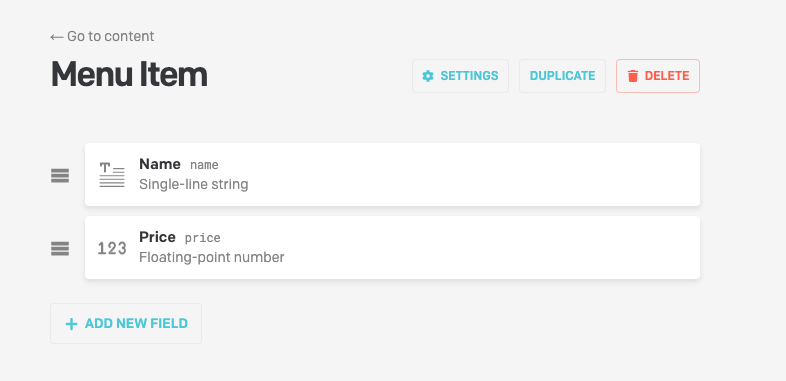 ← Go to content
Menu Item
SETTINGS
DUPLICATE
DELETE
T
Name name
Single-line string
123
Price price
Floating-point number
+ ADD NEW FIELD